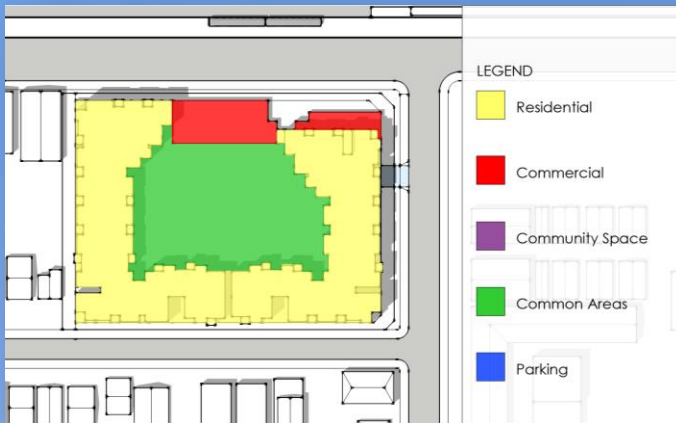 LEGEND
Residential
Commercial
Community Space
Common Areas
Parking